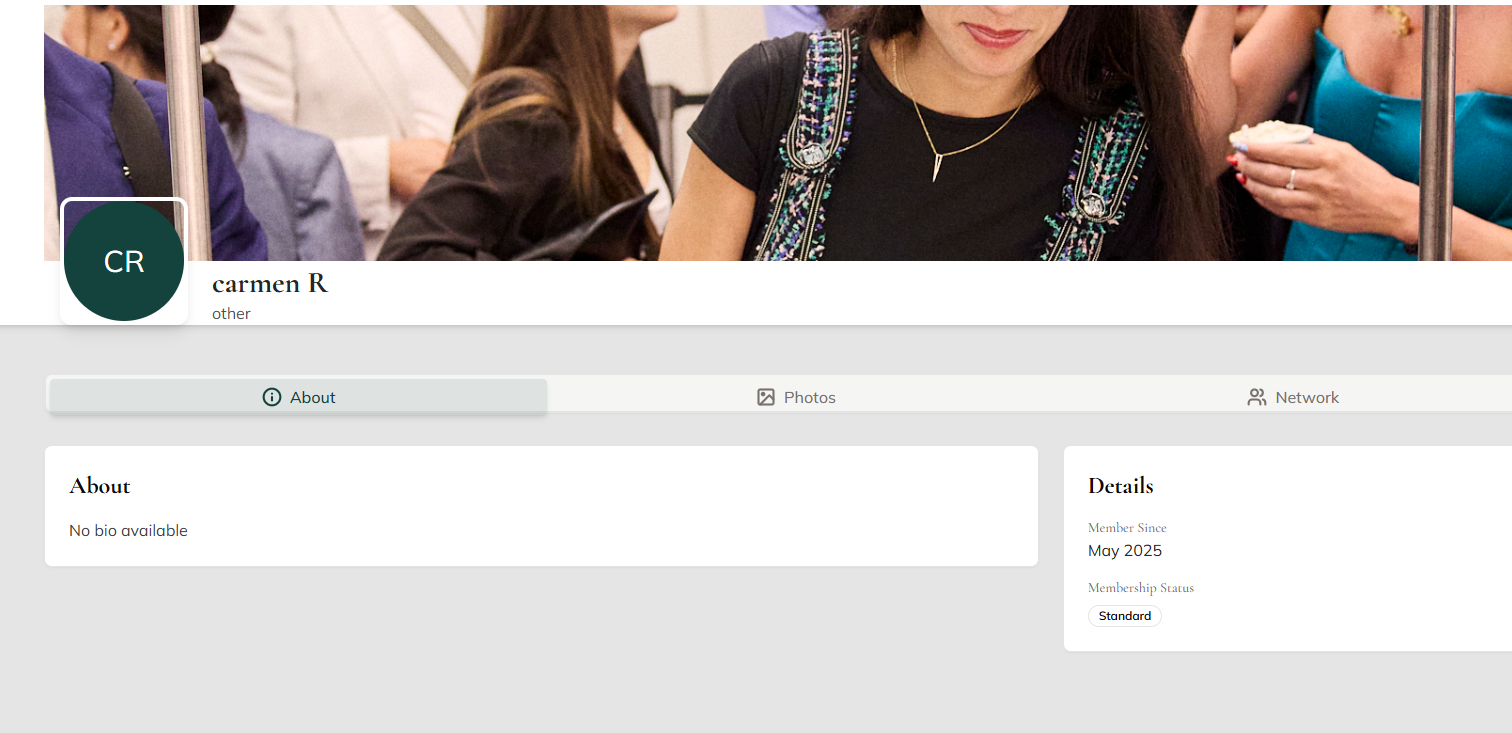 CR
carmen R
other
About
Photos
Network
About
No bio available
Details
Member Since
May 2025
Membership Status
Standard